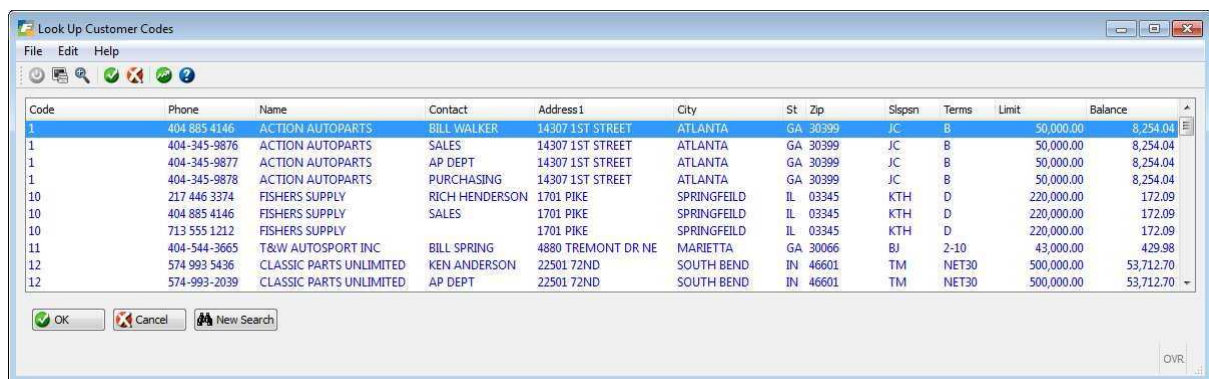 Look Up Customer Codes
File Edit Help
Code Phone Name Contact Address1 City St Zip Slspsn Terms Limit Balance
1 404 885 4146 ACTION AUTOPARTS BILL WALKER 14307 1ST STREET ATLANTA GA 30399 JC B 50,000.00 8,254.04
1 404-345-9876 ACTION AUTOPARTS SALES 14307 1ST STREET ATLANTA GA 30399 JC B 50,000.00 8,254.04
1 404-345-9877 ACTION AUTOPARTS AP DEPT 14307 1ST STREET ATLANTA GA 30399 JC B 50,000.00 8,254.04
1 404-345-9878 ACTION AUTOPARTS PURCHASING 14307 1ST STREET ATLANTA GA 30399 JC B 50,000.00 8,254.04
10 217 446 3374 FISHERS SUPPLY RICH HENDERSON 1701 PIKE SPRINGFEILD IL 03345 KTH D 220,000.00 172.09
10 404 885 4146 FISHERS SUPPLY SALES 1701 PIKE SPRINGFEILD IL 03345 KTH D 220,000.00 172.09
10 713 555 1212 FISHERS SUPPLY 1701 PIKE SPRINGFEILD IL 03345 KTH D 220,000.00 172.09
11 404-544-3665 T&W AUTOSPORT INC BILL SPRING 4880 TREMONT DR NE MARIETTA GA 30066 BJ 2-10 43,000.00 429.98
12 574 993 5436 CLASSIC PARTS UNLIMITED KEN ANDERSON 22501 72ND SOUTH BEND IN 46601 TM NET30 500,000.00 53,712.70
12 574-993-2039 CLASSIC PARTS UNLIMITED AP DEPT 22501 72ND SOUTH BEND IN 46601 TM NET30 500,000.00 53,712.70
OK Cancel New Search
OVR